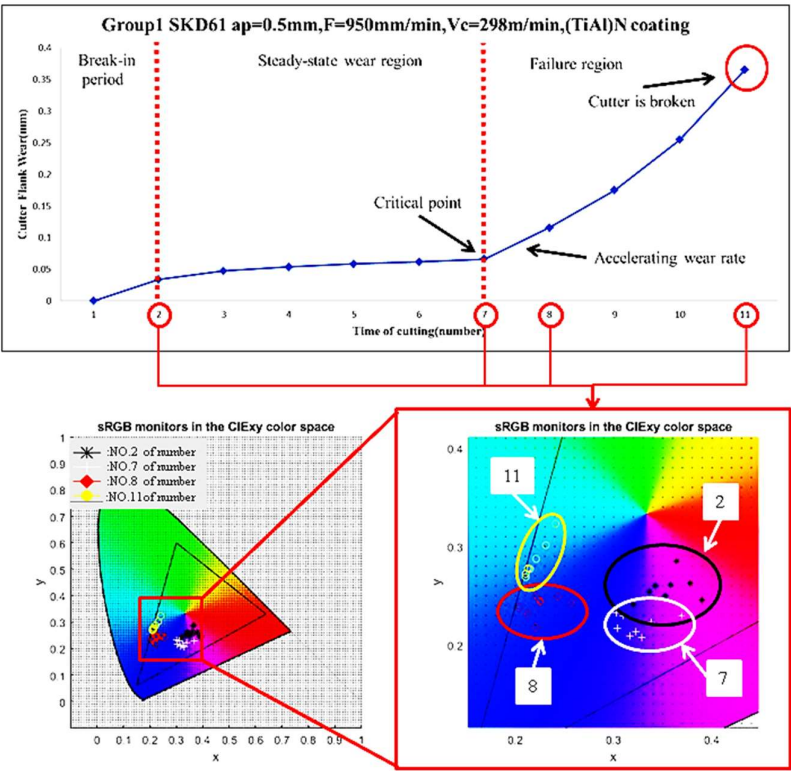 Group1 SKD61 ap=0.5mm,F=950mm/min,Vc=298m/min,(TiAl)N coating
Break-in
period
Steady-state wear region
Failure region
Cutter is broken
Critical point
Accelerating wear rate
Cutter Flank Wear(mm)
0.4
0.35
0.3
0.25
0.2
0.15
0.1
0.05
0
1 2 3 4 5 6 7 8 9 10 11
Time of cutting(number)
sRGB monitors in the CIExy color space
:NO.2 of number
:NO.7 of number
:NO.8 of number
:NO.11of number
y
1
0.9
0.8
0.7
0.6
0.5
0.4
0.3
0.2
0.1
0
0 0.1 0.2 0.3 0.4 0.5 0.6 0.7 0.8 0.9 1
x
sRGB monitors in the CIExy color space
11
2
8
7
y
0.4
0.3
0.2
0.2 0.3 0.4
x